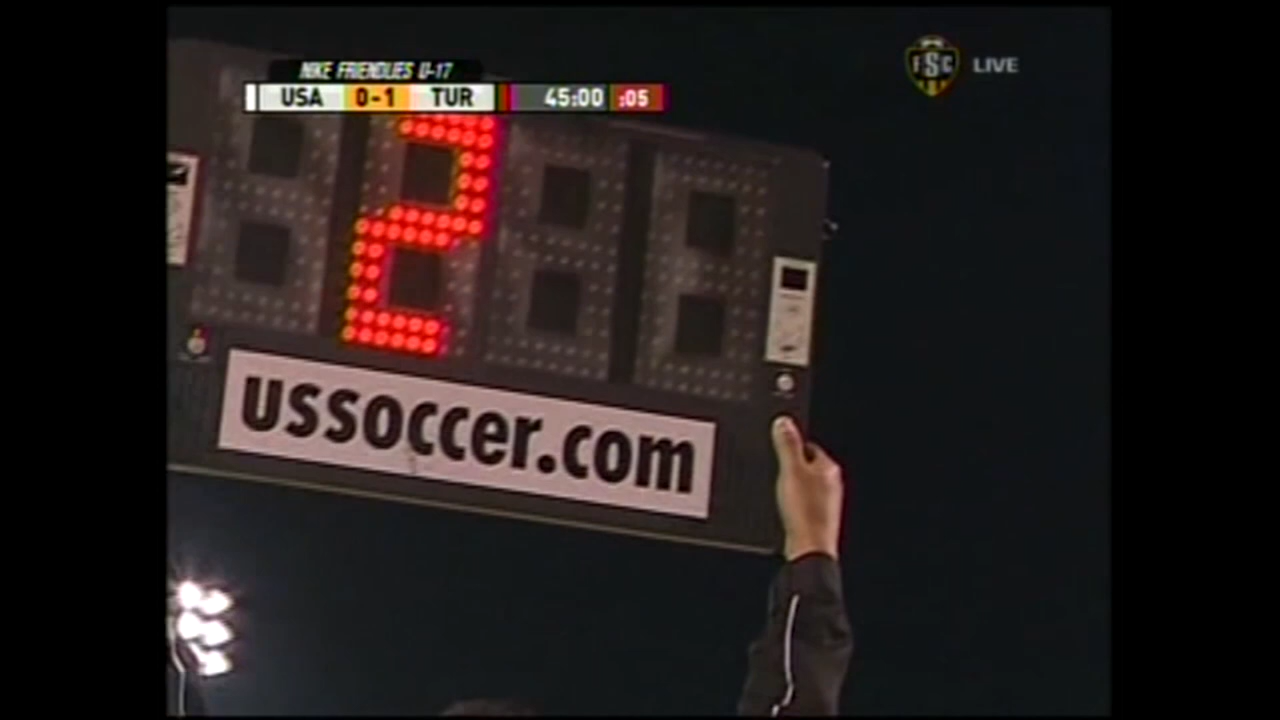 NIKE FRIENDLIES U-17
USA 0-1 TUR 45:00 :05
FSC LIVE
2
ussoccer.com